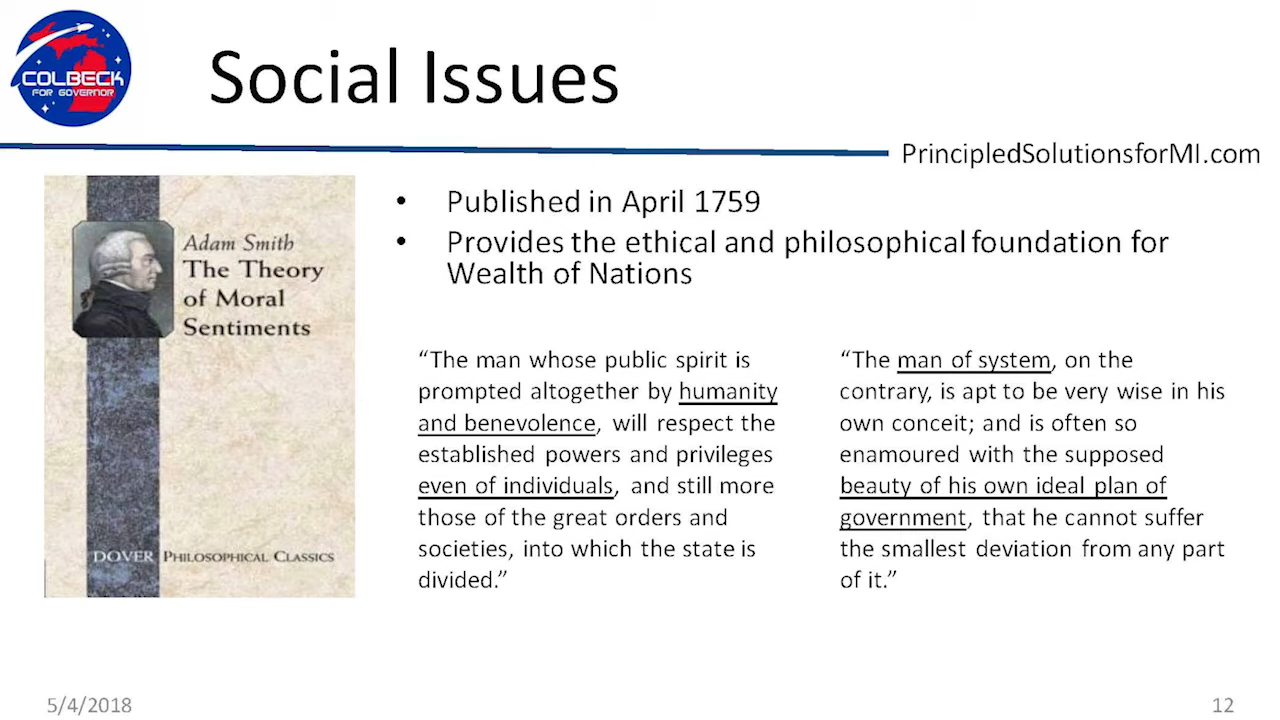 COLBECK
FOR GOVERNOR
Social Issues
PrincipledSolutionsforMI.com
Adam Smith
The Theory
of Moral
Sentiments
DOVER PHILOSOPHICAL CLASSICS
• Published in April 1759
• Provides the ethical and philosophical foundation for
Wealth of Nations
“The man whose public spirit is
prompted altogether by humanity
and benevolence, will respect the
established powers and privileges
even of individuals, and still more
those of the great orders and
societies, into which the state is
divided.”
“The man of system, on the
contrary, is apt to be very wise in his
own conceit; and is often so
enamoured with the supposed
beauty of his own ideal plan of
government, that he cannot suffer
the smallest deviation from any part
of it.”
5/4/2018
12